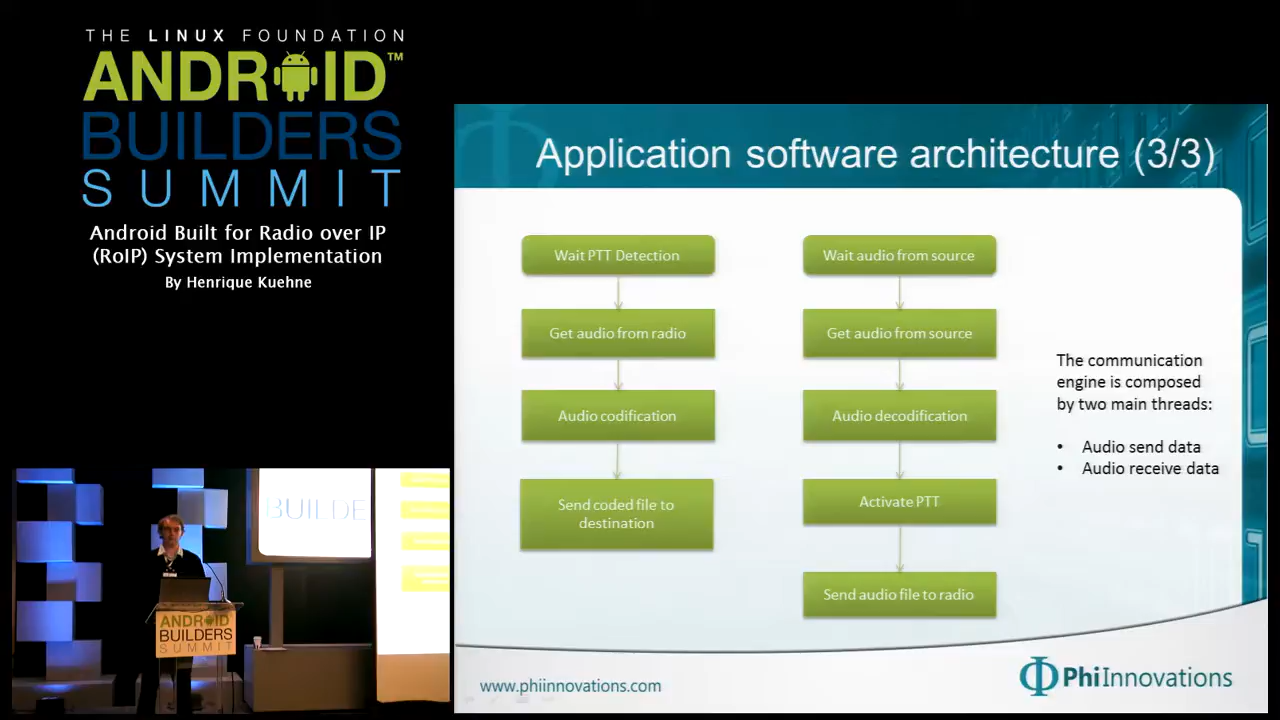 THE LINUX FOUNDATION
ANDROID™
BUILDERS
SUMMIT
Android Built for Radio over IP
(RoIP) System Implementation
By Henrique Kuehne
Application software architecture (3/3)
Wait PTT Detection
Get audio from radio
Audio codification
Send coded file to
destination
Wait audio from source
Get audio from source
Audio decodification
Activate PTT
Send audio file to radio
The communication
engine is composed
by two main threads:
• Audio send data
• Audio receive data
www.phiinnovations.com
PhiInnovations
BUILDE
ANDROID
BUILDERS
SUMMIT